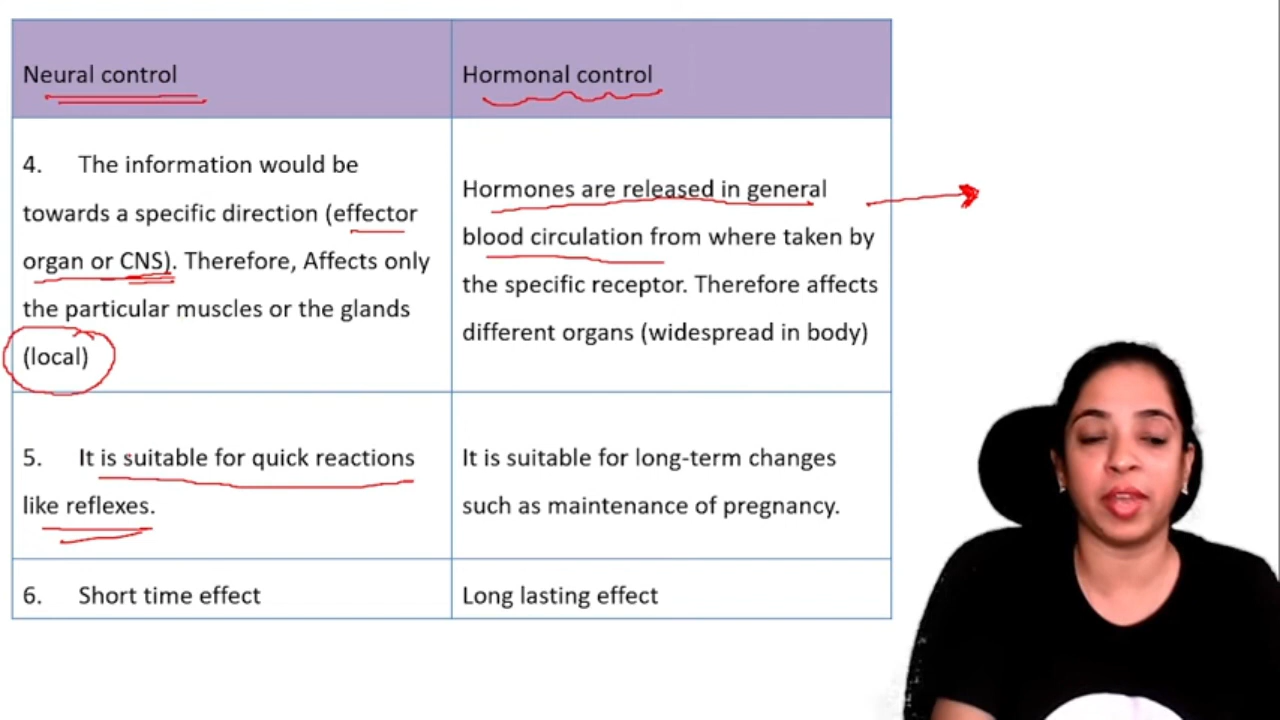 Neural control
Hormonal control
4. The information would be
towards a specific direction (effector
organ or CNS). Therefore, Affects only
the particular muscles or the glands
(local)
Hormones are released in general
blood circulation from where taken by
the specific receptor. Therefore affects
different organs (widespread in body)
5. It is suitable for quick reactions
like reflexes.
It is suitable for long-term changes
such as maintenance of pregnancy.
6. Short time effect
Long lasting effect